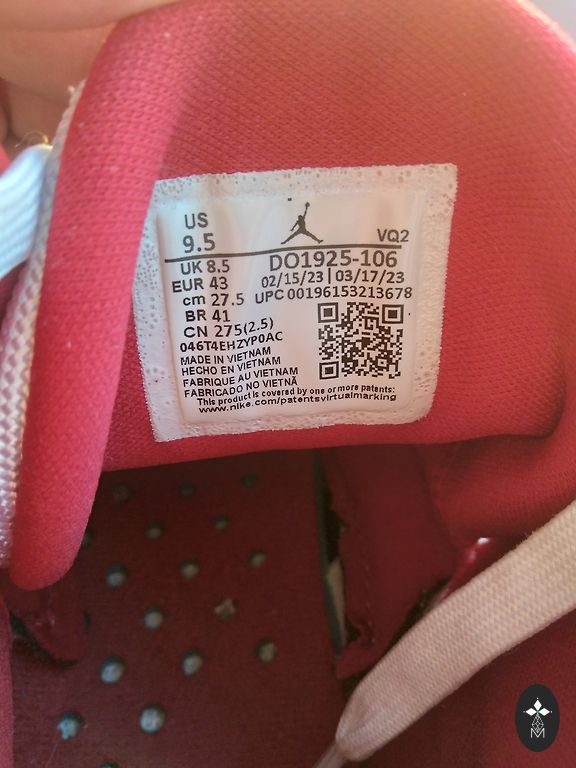 US
9.5
VQ2
UK 8.5
DO1925-106
EUR 43
02/15/23 | 03/17/23
cm 27.5
UPC 00196153213678
BR 41
CN 275(2.5)
046T4EHZYP0AC
MADE IN VIETNAM
HECHO EN VIETNAM
FABRIQUE AU VIETNAM
FABRICADO NO VIETNÃ
This product is covered by one or more patents:
www.nike.com/patentsvirtualmarking
M